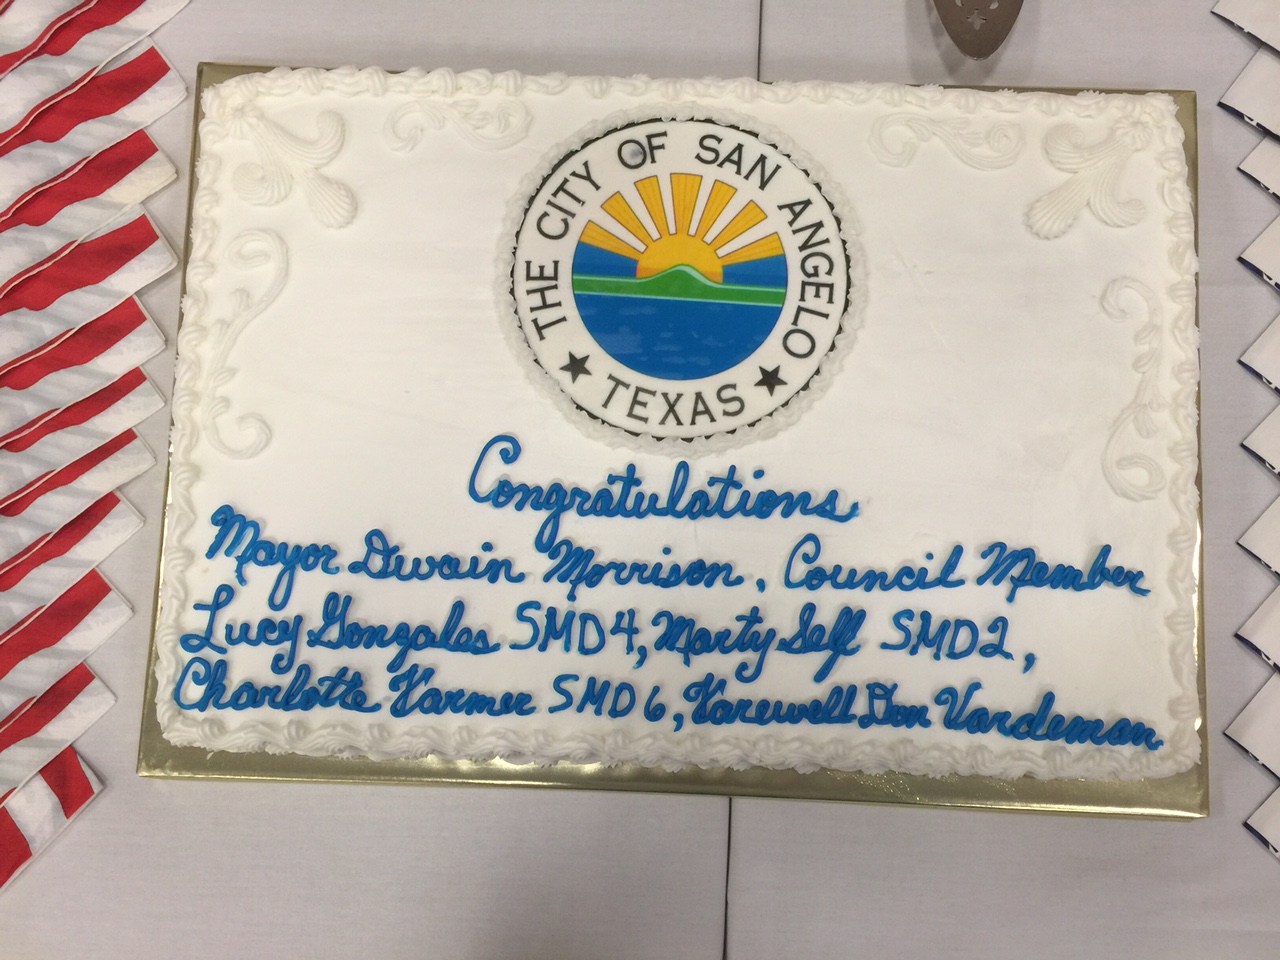 THE CITY OF SAN ANGELO
TEXAS
Congratulations
Mayor Dwain Morrison, Council Member
Lucy Gonzales SMD4, Marty Self SMD2,
Charlotte Farmer SMD6, Farewell Don Vardeman